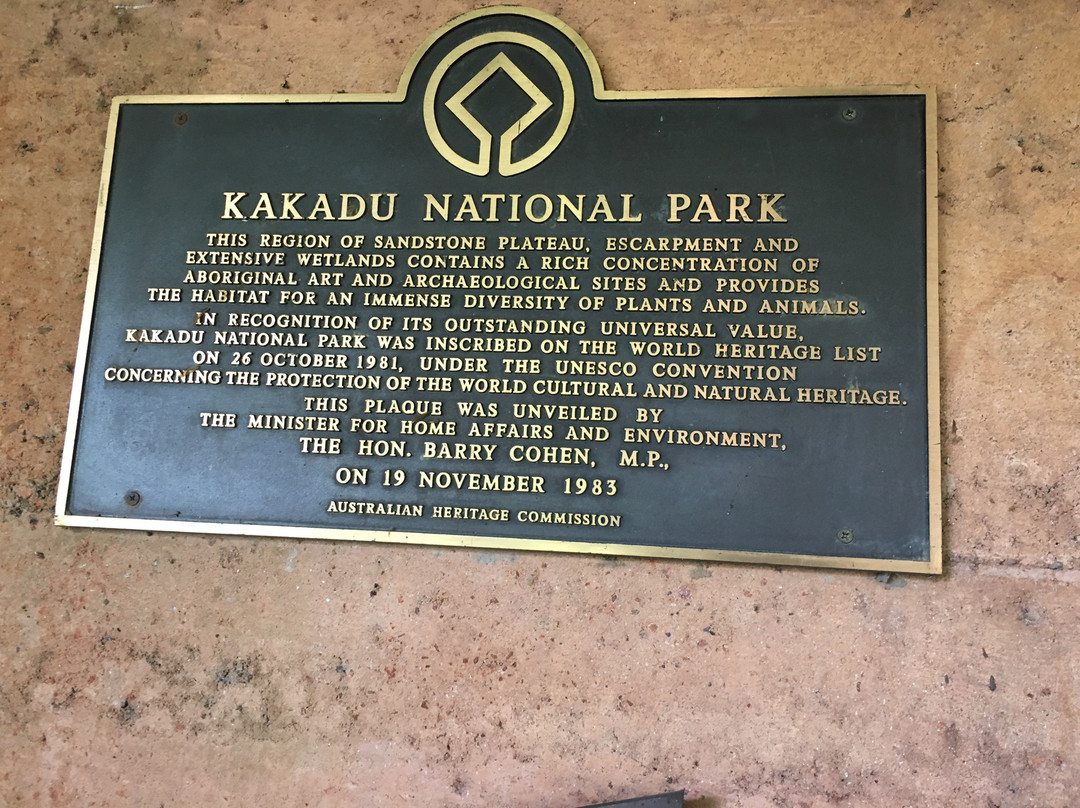 KAKADU NATIONAL PARK
THIS REGION OF SANDSTONE PLATEAU, ESCARPMENT AND
EXTENSIVE WETLANDS CONTAINS A RICH CONCENTRATION OF
ABORIGINAL ART AND ARCHAEOLOGICAL SITES AND PROVIDES
THE HABITAT FOR AN IMMENSE DIVERSITY OF PLANTS AND ANIMALS.
IN RECOGNITION OF ITS OUTSTANDING UNIVERSAL VALUE,
KAKADU NATIONAL PARK WAS INSCRIBED ON THE WORLD HERITAGE LIST
ON 26 OCTOBER 1981, UNDER THE UNESCO CONVENTION
CONCERNING THE PROTECTION OF THE WORLD CULTURAL AND NATURAL HERITAGE.
THIS PLAQUE WAS UNVEILED BY
THE MINISTER FOR HOME AFFAIRS AND ENVIRONMENT,
THE HON. BARRY COHEN, M.P.,
ON 19 NOVEMBER 1983
AUSTRALIAN HERITAGE COMMISSION